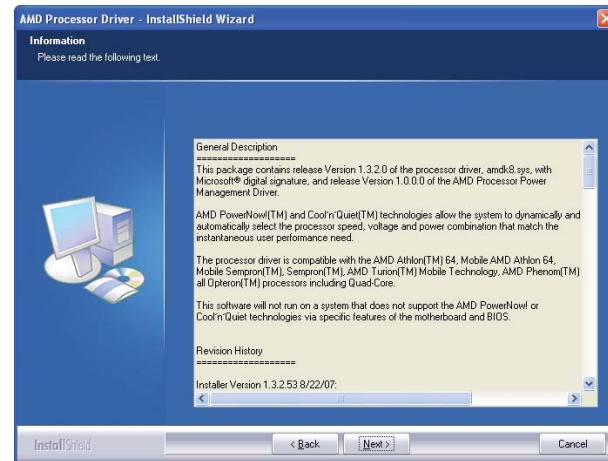 AMD Processor Driver - InstallShield Wizard
Information
Please read the following text.
General Description
===================
This package contains release Version 1.3.2.0 of the processor driver, amdk8.sys, with
Microsoft® digital signature, and release Version 1.0.0.0 of the AMD Processor Power
Management Driver.
AMD PowerNow!(TM) and Cool'n'Quiet(TM) technologies allow the system to dynamically and
automatically select the processor speed, voltage and power combination that match the
instantaneous user performance need.
The processor driver is compatible with the AMD Athlon(TM) 64, Mobile AMD Athlon 64,
Mobile Sempron(TM), Sempron(TM), AMD Turion(TM) Mobile Technology, AMD Phenom(TM)
all Opteron(TM) processors including Quad-Core.
This software will not run on a system that does not support the AMD PowerNow! or
Cool'n'Quiet technologies via specific features of the motherboard and BIOS.
Revision History
===================
Installer Version 1.3.2.53 8/22/07:
InstallShield
< Back
Next >
Cancel